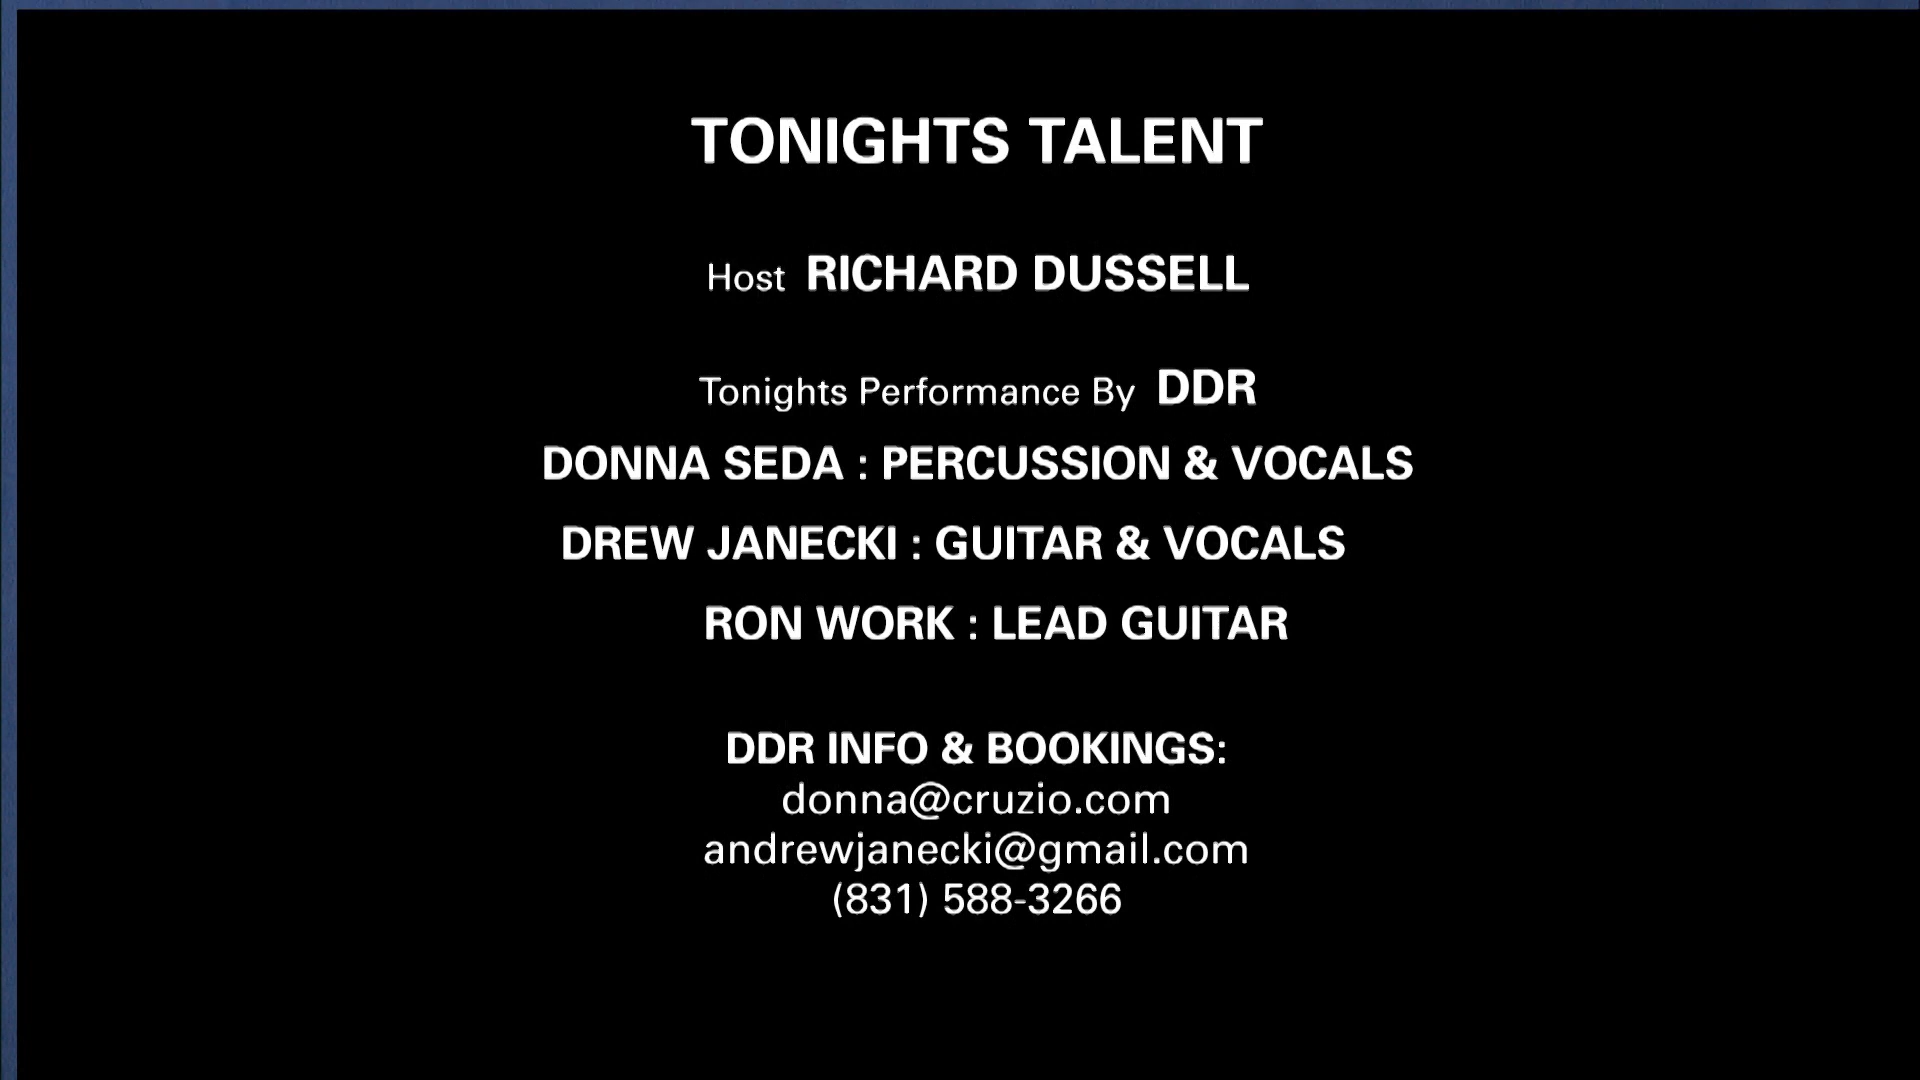 TONIGHTS TALENT
Host RICHARD DUSSELL
Tonights Performance By DDR
DONNA SEDA : PERCUSSION & VOCALS
DREW JANECKI : GUITAR & VOCALS
RON WORK : LEAD GUITAR
DDR INFO & BOOKINGS:
donna@cruzio.com
andrewjanecki@gmail.com
(831) 588-3266